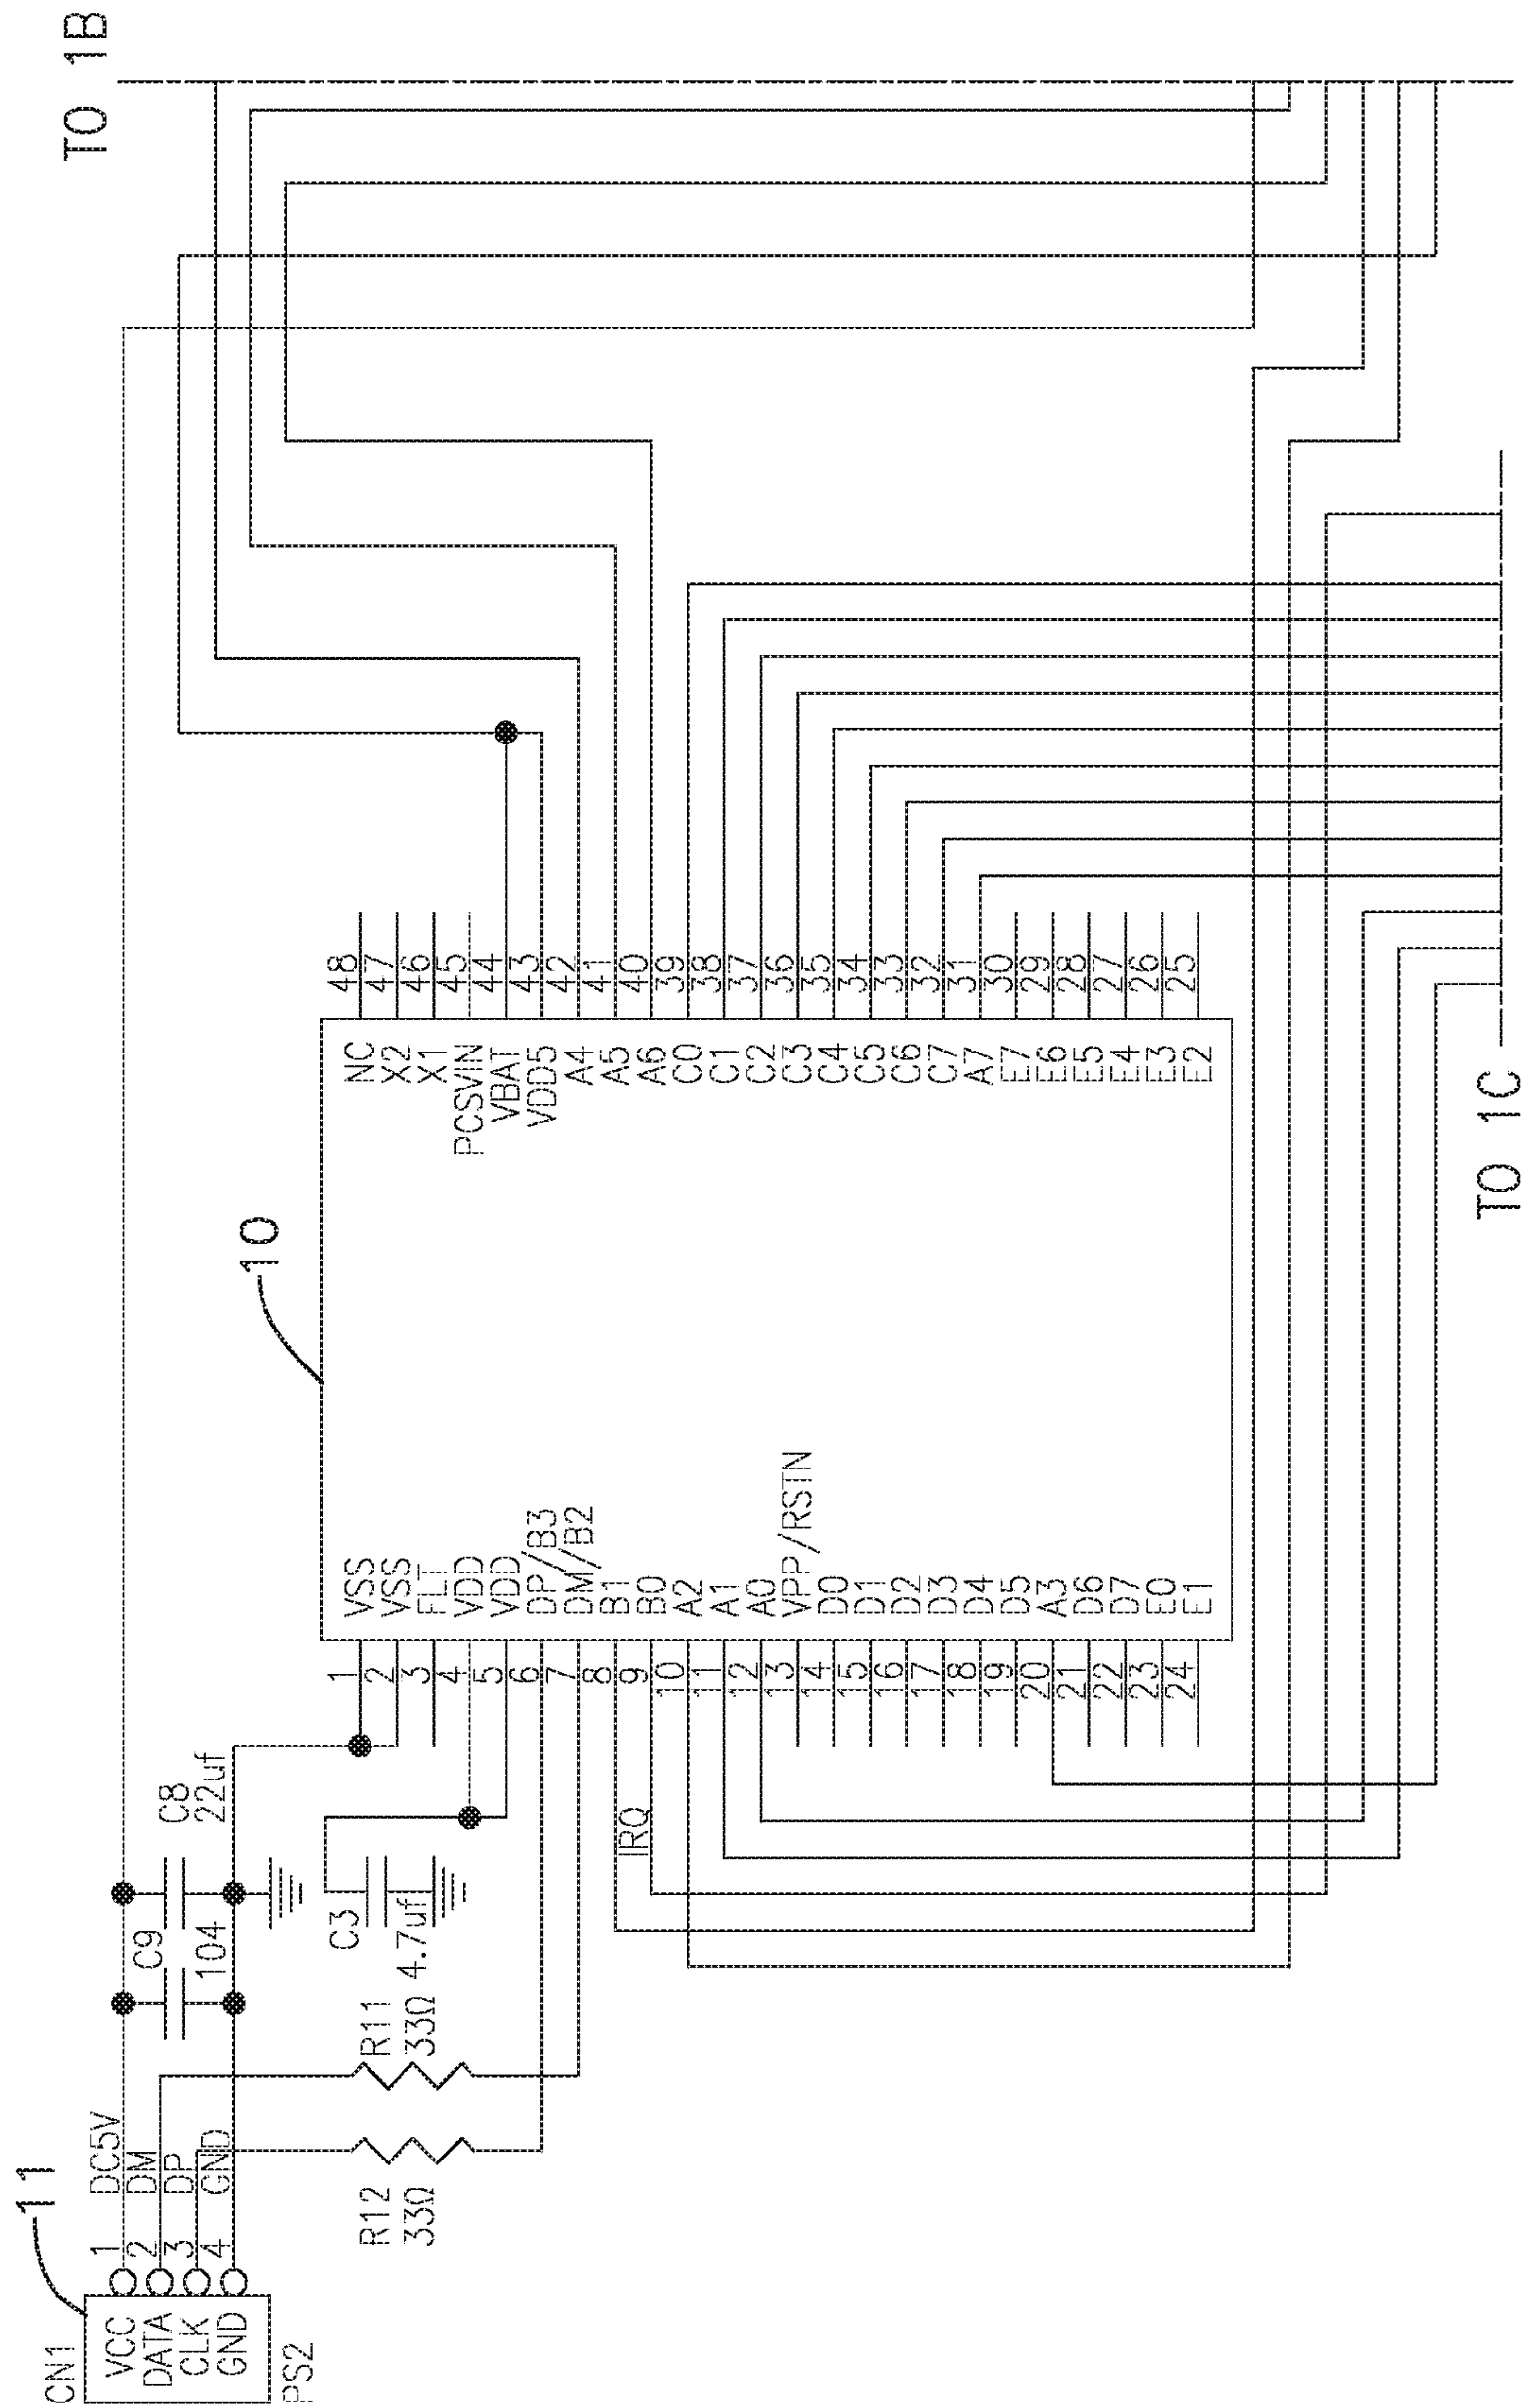 TO 1B
11
CN1
VCC
DATA
CLK
GND
PS2
1
2
3
4
DC5V
DM
DP
GND
C9
104
C8
22uf
C3
4.7uf
R11
33Ω
R12
33Ω
IRQ
10
1 VSS
2 VSS
3 FLT
4 VDD
5 VDD
6 DP/B3
7 DM/B2
8 B1
9 B0
10 A2
11 A1
12 A0
13 VPP/RSTN
14 D0
15 D1
16 D2
17 D3
18 D4
19 D5
20 A3
21 D6
22 D7
23 E0
24 E1
NC 48
X2 47
X1 46
PCSVIN 45
VBAT 44
VDD5 43
A4 42
A5 41
A6 40
C0 39
C1 38
C2 37
C3 36
C4 35
C5 34
C6 33
C7 32
A7 31
E7 30
E6 29
E5 28
E4 27
E3 26
E2 25
TO 1C